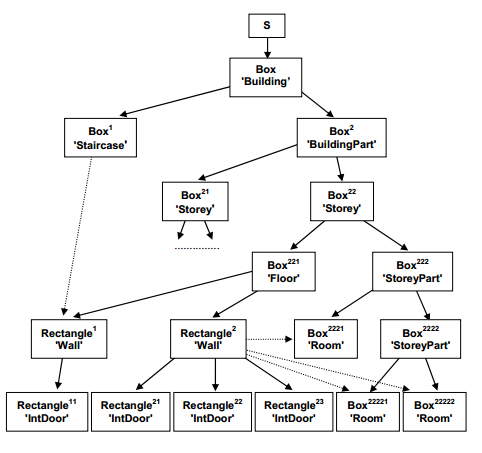 S
Box
'Building'
Box¹
'Staircase'
Box²
'BuildingPart'
Box²¹
'Storey'
Box²²
'Storey'
Box²²¹
'Floor'
Box²²²
'StoreyPart'
Rectangle¹
'Wall'
Rectangle²
'Wall'
Box²²²¹
'Room'
Box²²²²
'StoreyPart'
Rectangle¹¹
'IntDoor'
Rectangle²¹
'IntDoor'
Rectangle²²
'IntDoor'
Rectangle²³
'IntDoor'
Box²²²²¹
'Room'
Box²²²²²
'Room'